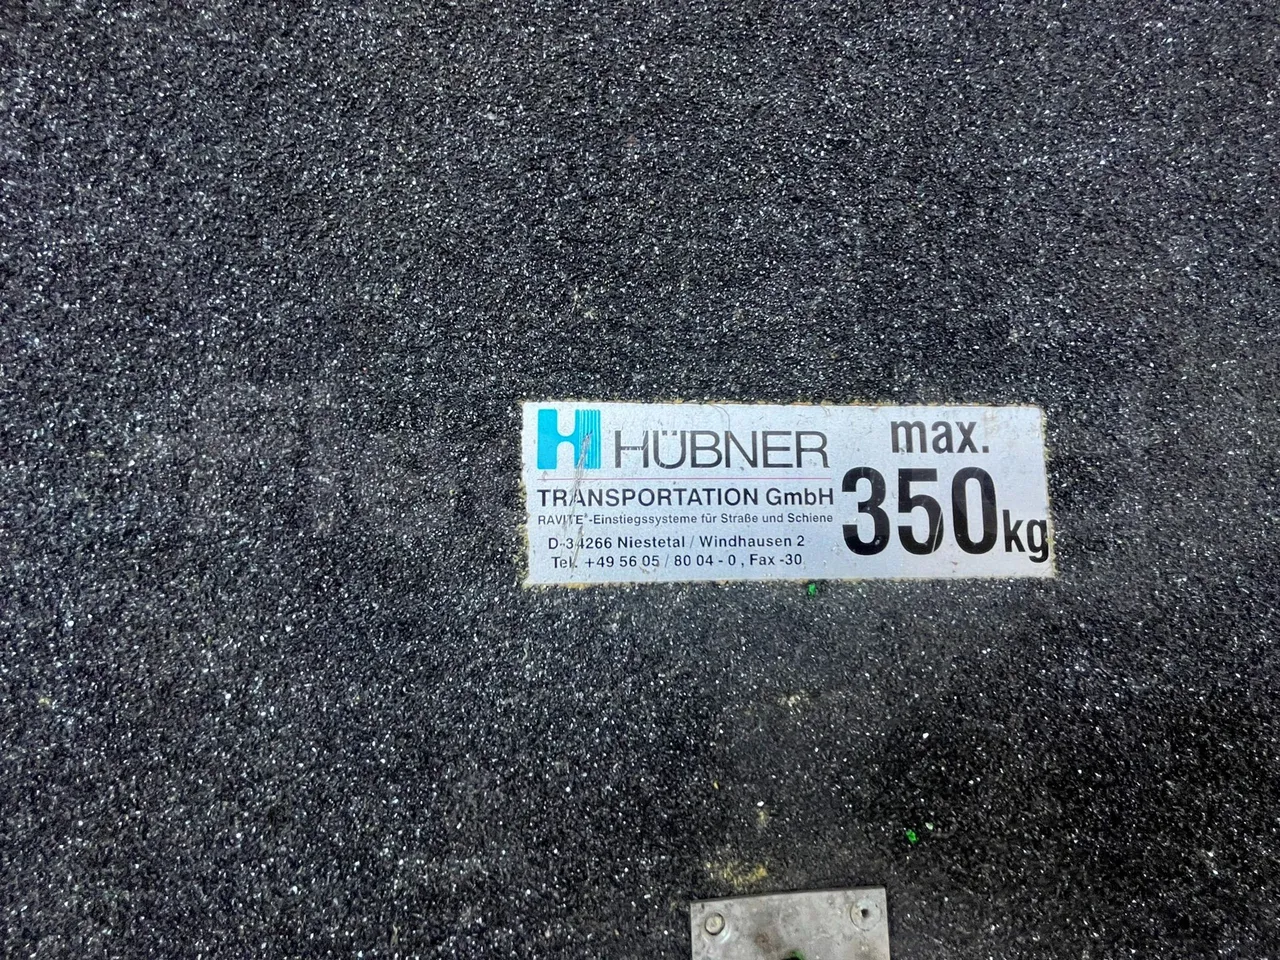 HÜBNER
TRANSPORTATION GmbH
RAVITE®-Einstiegssysteme für Straße und Schiene
D-34266 Niestetal / Windhausen 2
Tel. +49 56 05 / 80 04 - 0 , Fax -30
max.
350kg